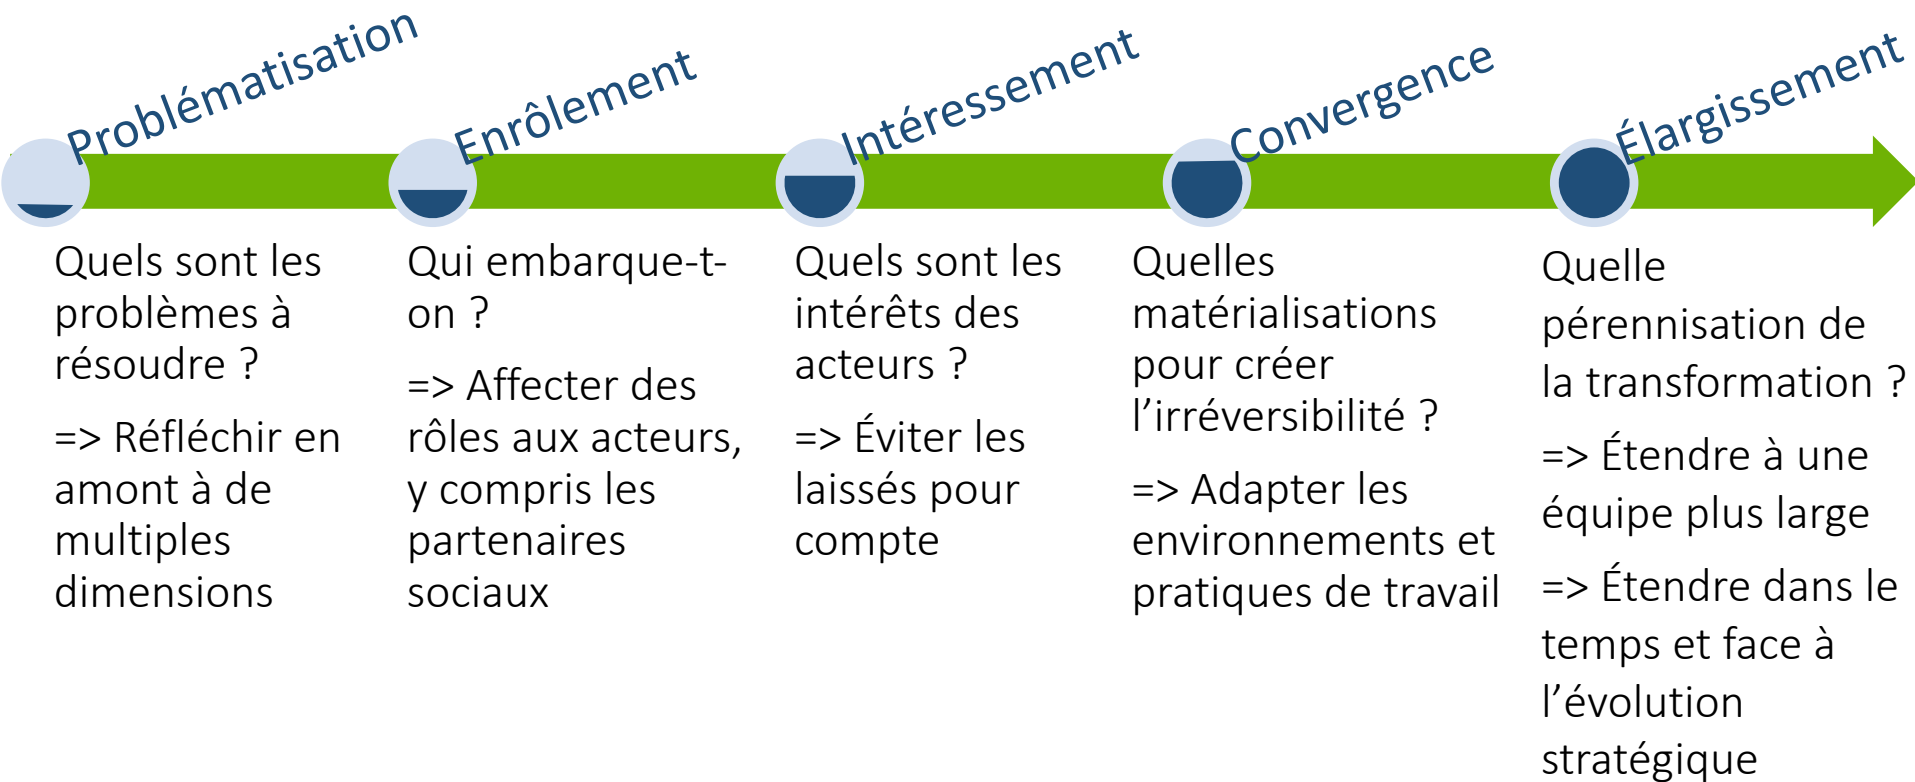 Problématisation
Quels sont les
problèmes à
résoudre ?
=> Réfléchir en
amont à de
multiples
dimensions
Enrôlement
Qui embarque-t-
on ?
=> Affecter des
rôles aux acteurs,
y compris les
partenaires
sociaux
Intéressement
Quels sont les
intérêts des
acteurs ?
=> Éviter les
laissés pour
compte
Convergence
Quelles
matérialisations
pour créer
l’irréversibilité ?
=> Adapter les
environnements et
pratiques de travail
Élargissement
Quelle
pérennisation de
la transformation ?
=> Étendre à une
équipe plus large
=> Étendre dans le
temps et face à
l’évolution
stratégique